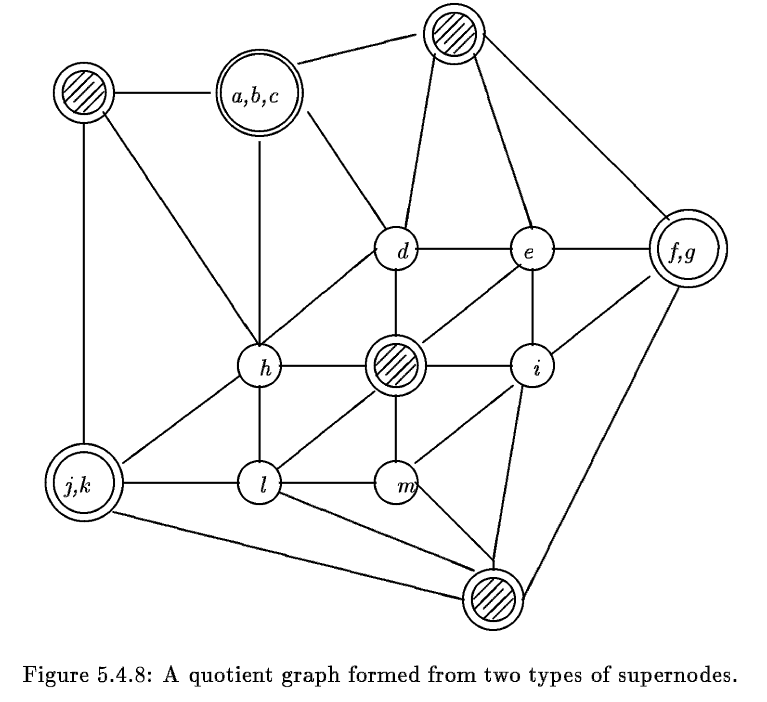 a,b,c
d
e
f,g
h
i
j,k
l
m
Figure 5.4.8: A quotient graph formed from two types of supernodes.